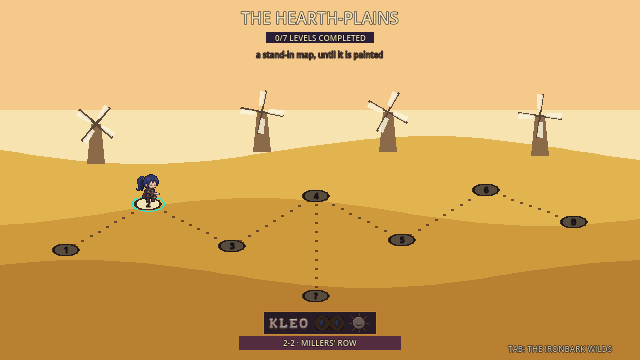 THE HEARTH-PLAINS
0/7 LEVELS COMPLETED
a stand-in map, until it is painted
4
6
1
3
5
8
7
KLEO
2-2 · MILLERS' ROW
TAB: THE IRONBARK WILDS